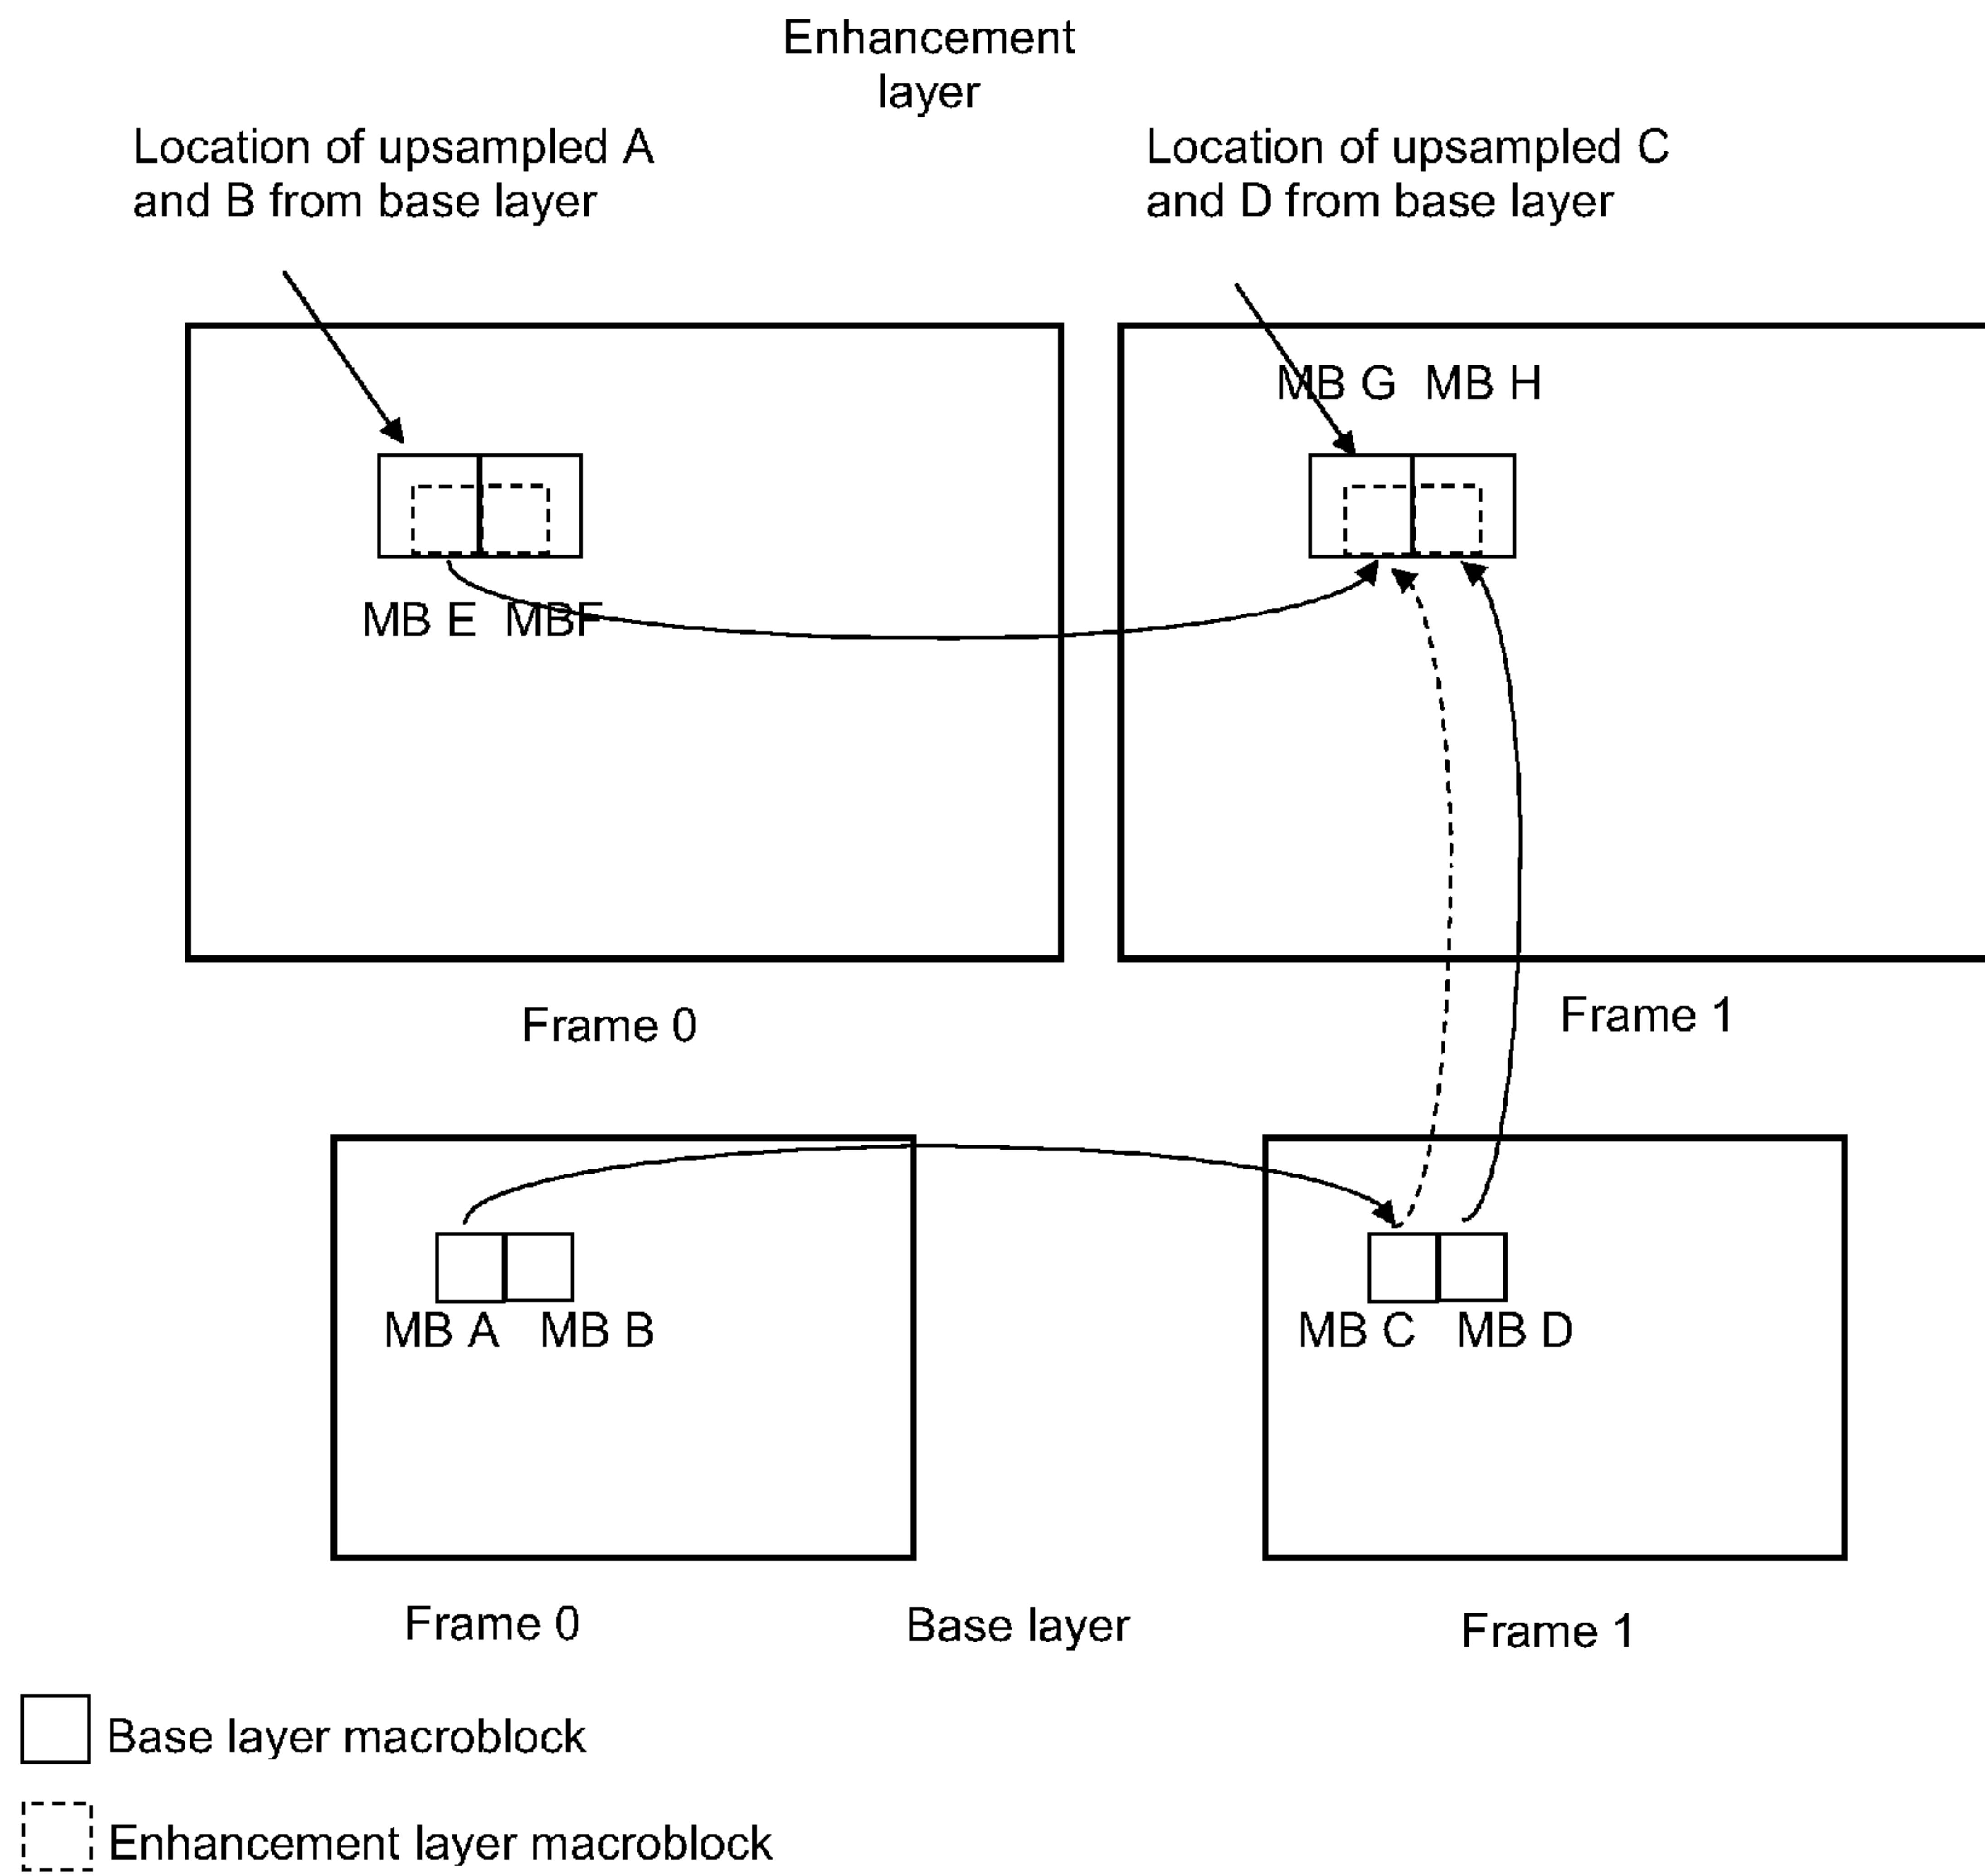 Enhancement
layer
Location of upsampled A
and B from base layer
Location of upsampled C
and D from base layer
MB G MB H
MB E MBF
Frame 0
Frame 1
MB A MB B
MB C MB D
Frame 0
Base layer
Frame 1
Base layer macroblock
Enhancement layer macroblock